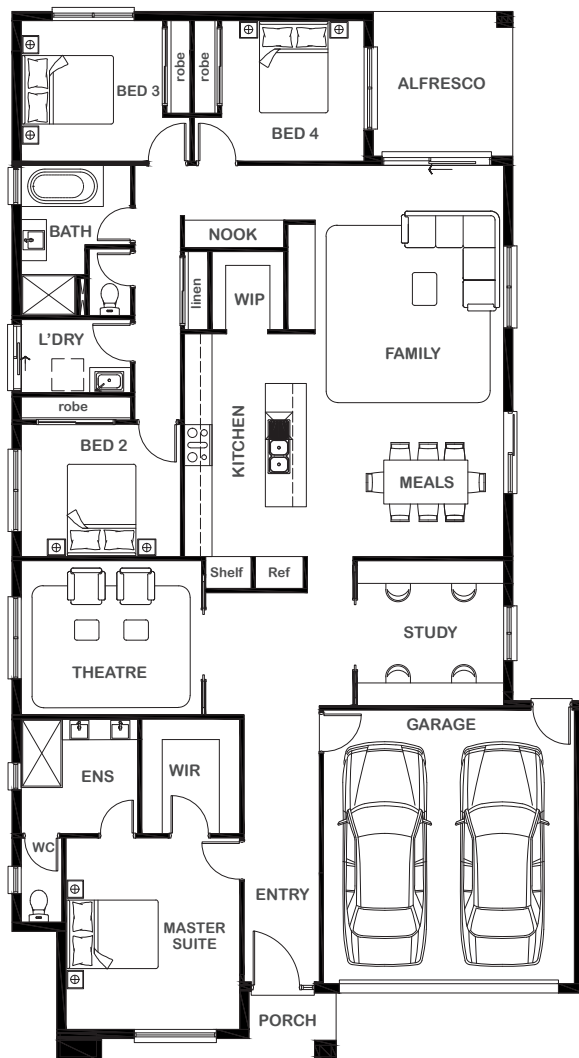 BED 3
robe
robe
BED 4
ALFRESCO
BATH
NOOK
linen
WIP
L'DRY
FAMILY
robe
BED 2
KITCHEN
MEALS
Shelf
Ref
THEATRE
STUDY
GARAGE
ENS
WIR
WC
ENTRY
MASTER
SUITE
PORCH